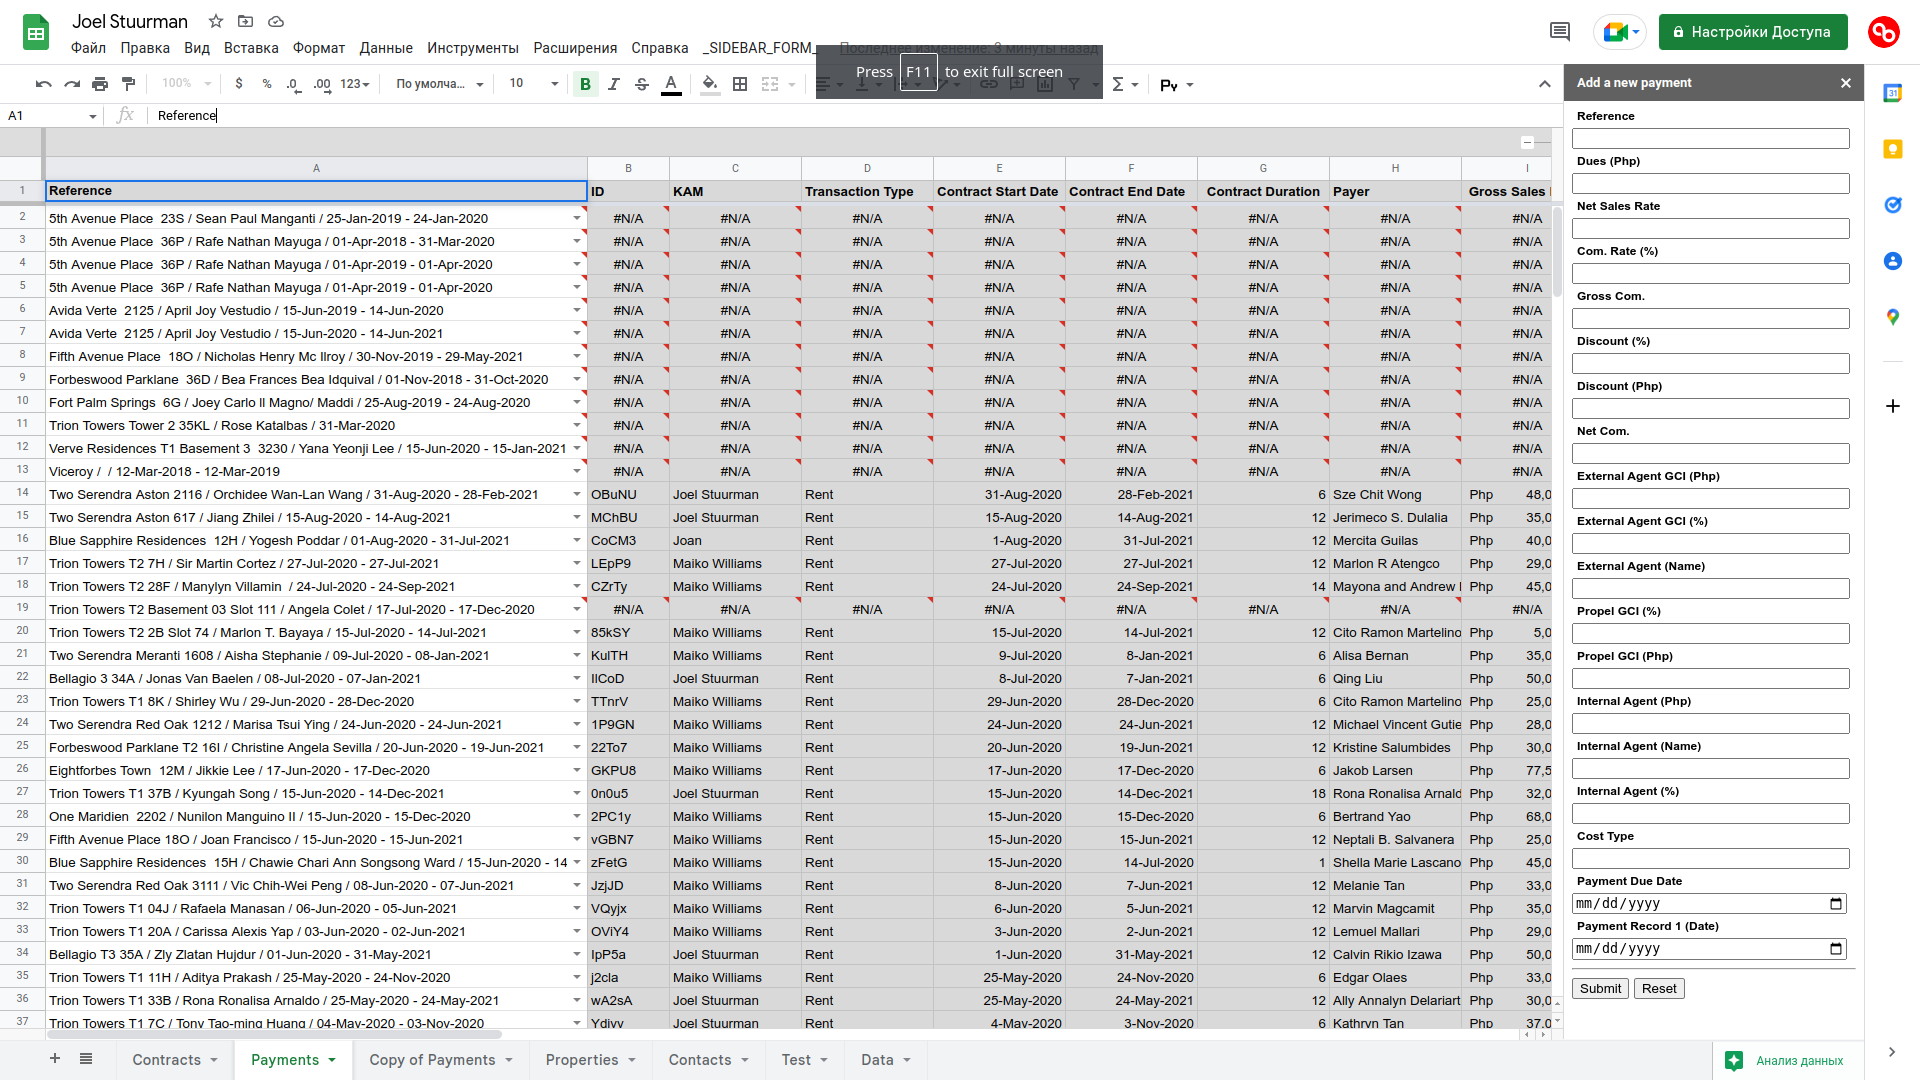 Joel Stuurman
Файл Правка Вид Вставка Формат Данные Инструменты Расширения Справка _SIDEBAR_FORM_ Последнее изменение: 3 минуты назад
Настройки Доступа
Press F11 to exit full screen
100% $ % .0 .00 123 По умолча... 10 B I S A Σ Py
A1 fx Reference
A B C D E F G H I
1 Reference ID KAM Transaction Type Contract Start Date Contract End Date Contract Duration Payer Gross Sales
2 5th Avenue Place 23S / Sean Paul Manganti / 25-Jan-2019 - 24-Jan-2020 #N/A #N/A #N/A #N/A #N/A #N/A #N/A #N/A
3 5th Avenue Place 36P / Rafe Nathan Mayuga / 01-Apr-2018 - 31-Mar-2020 #N/A #N/A #N/A #N/A #N/A #N/A #N/A #N/A
4 5th Avenue Place 36P / Rafe Nathan Mayuga / 01-Apr-2019 - 01-Apr-2020 #N/A #N/A #N/A #N/A #N/A #N/A #N/A #N/A
5 5th Avenue Place 36P / Rafe Nathan Mayuga / 01-Apr-2019 - 01-Apr-2020 #N/A #N/A #N/A #N/A #N/A #N/A #N/A #N/A
6 Avida Verte 2125 / April Joy Vestudio / 15-Jun-2019 - 14-Jun-2020 #N/A #N/A #N/A #N/A #N/A #N/A #N/A #N/A
7 Avida Verte 2125 / April Joy Vestudio / 15-Jun-2020 - 14-Jun-2021 #N/A #N/A #N/A #N/A #N/A #N/A #N/A #N/A
8 Fifth Avenue Place 18O / Nicholas Henry Mc Ilroy / 30-Nov-2019 - 29-May-2021 #N/A #N/A #N/A #N/A #N/A #N/A #N/A #N/A
9 Forbeswood Parklane 36D / Bea Frances Bea Idquival / 01-Nov-2018 - 31-Oct-2020 #N/A #N/A #N/A #N/A #N/A #N/A #N/A #N/A
10 Fort Palm Springs 6G / Joey Carlo II Magno/ Maddi / 25-Aug-2019 - 24-Aug-2020 #N/A #N/A #N/A #N/A #N/A #N/A #N/A #N/A
11 Trion Towers Tower 2 35KL / Rose Katalbas / 31-Mar-2020 #N/A #N/A #N/A #N/A #N/A #N/A #N/A #N/A
12 Verve Residences T1 Basement 3 3230 / Yana Yeonji Lee / 15-Jun-2020 - 15-Jan-2021 #N/A #N/A #N/A #N/A #N/A #N/A #N/A #N/A
13 Viceroy / / 12-Mar-2018 - 12-Mar-2019 #N/A #N/A #N/A #N/A #N/A #N/A #N/A #N/A
14 Two Serendra Aston 2116 / Orchidee Wan-Lan Wang / 31-Aug-2020 - 28-Feb-2021 OBuNU Joel Stuurman Rent 31-Aug-2020 28-Feb-2021 6 Sze Chit Wong Php 48,0
15 Two Serendra Aston 617 / Jiang Zhilei / 15-Aug-2020 - 14-Aug-2021 MChBU Joel Stuurman Rent 15-Aug-2020 14-Aug-2021 12 Jerimeco S. Dulalia Php 35,0
16 Blue Sapphire Residences 12H / Yogesh Poddar / 01-Aug-2020 - 31-Jul-2021 CoCM3 Joan Rent 1-Aug-2020 31-Jul-2021 12 Mercita Guilas Php 40,0
17 Trion Towers T2 7H / Sir Martin Cortez / 27-Jul-2020 - 27-Jul-2021 LEpP9 Maiko Williams Rent 27-Jul-2020 27-Jul-2021 12 Marlon R Atengco Php 29,0
18 Trion Towers T2 28F / Manylyn Villamin / 24-Jul-2020 - 24-Sep-2021 CZrTy Maiko Williams Rent 24-Jul-2020 24-Sep-2021 14 Mayona and Andrew Php 45,0
19 Trion Towers T2 Basement 03 Slot 111 / Angela Colet / 17-Jul-2020 - 17-Dec-2020 #N/A #N/A #N/A #N/A #N/A #N/A #N/A #N/A
20 Trion Towers T2 2B Slot 74 / Marlon T. Bayaya / 15-Jul-2020 - 14-Jul-2021 85kSY Maiko Williams Rent 15-Jul-2020 14-Jul-2021 12 Cito Ramon Martelino Php 5,0
21 Two Serendra Meranti 1608 / Aisha Stephanie / 09-Jul-2020 - 08-Jan-2021 KulTH Maiko Williams Rent 9-Jul-2020 8-Jan-2021 6 Alisa Bernan Php 35,0
22 Bellagio 3 34A / Jonas Van Baelen / 08-Jul-2020 - 07-Jan-2021 IlCoD Joel Stuurman Rent 8-Jul-2020 7-Jan-2021 6 Qing Liu Php 50,0
23 Trion Towers T1 8K / Shirley Wu / 29-Jun-2020 - 28-Dec-2020 TTnrV Maiko Williams Rent 29-Jun-2020 28-Dec-2020 6 Cito Ramon Martelino Php 25,0
24 Two Serendra Red Oak 1212 / Marisa Tsui Ying / 24-Jun-2020 - 24-Jun-2021 1P9GN Maiko Williams Rent 24-Jun-2020 24-Jun-2021 12 Michael Vincent Gutie Php 28,0
25 Forbeswood Parklane T2 16I / Christine Angela Sevilla / 20-Jun-2020 - 19-Jun-2021 22To7 Maiko Williams Rent 20-Jun-2020 19-Jun-2021 12 Kristine Salumbides Php 30,0
26 Eightforbes Town 12M / Jikkie Lee / 17-Jun-2020 - 17-Dec-2020 GKPU8 Maiko Williams Rent 17-Jun-2020 17-Dec-2020 6 Jakob Larsen Php 77,5
27 Trion Towers T1 37B / Kyungah Song / 15-Jun-2020 - 14-Dec-2021 0n0u5 Joel Stuurman Rent 15-Jun-2020 14-Dec-2021 18 Rona Ronalisa Arnald Php 32,0
28 One Maridien 2202 / Nunilon Manguino II / 15-Jun-2020 - 15-Dec-2020 2PC1y Maiko Williams Rent 15-Jun-2020 15-Dec-2020 6 Bertrand Yao Php 68,0
29 Fifth Avenue Place 18O / Joan Francisco / 15-Jun-2020 - 15-Jun-2021 vGBN7 Maiko Williams Rent 15-Jun-2020 15-Jun-2021 12 Neptali B. Salvanera Php 25,0
30 Blue Sapphire Residences 15H / Chawie Chari Ann Songsong Ward / 15-Jun-2020 - 14 zFetG Maiko Williams Rent 15-Jun-2020 14-Jul-2020 1 Shella Marie Lascano Php 45,0
31 Two Serendra Red Oak 3111 / Vic Chih-Wei Peng / 08-Jun-2020 - 07-Jun-2021 JzjJD Maiko Williams Rent 8-Jun-2020 7-Jun-2021 12 Melanie Tan Php 33,0
32 Trion Towers T1 04J / Rafaela Manasan / 06-Jun-2020 - 05-Jun-2021 VQyjx Maiko Williams Rent 6-Jun-2020 5-Jun-2021 12 Marvin Magcamit Php 35,0
33 Trion Towers T1 20A / Carissa Alexis Yap / 03-Jun-2020 - 02-Jun-2021 OViY4 Maiko Williams Rent 3-Jun-2020 2-Jun-2021 12 Lemuel Mallari Php 29,0
34 Bellagio T3 35A / Zly Zlatan Hujdur / 01-Jun-2020 - 31-May-2021 IpP5a Joel Stuurman Rent 1-Jun-2020 31-May-2021 12 Calvin Rikio Izawa Php 50,0
35 Trion Towers T1 11H / Aditya Prakash / 25-May-2020 - 24-Nov-2020 j2cla Maiko Williams Rent 25-May-2020 24-Nov-2020 6 Edgar Olaes Php 33,0
36 Trion Towers T1 33B / Rona Ronalisa Arnaldo / 25-May-2020 - 24-May-2021 wA2sA Joel Stuurman Rent 25-May-2020 24-May-2021 12 Ally Annalyn Delariart Php 30,0
37 Trion Towers T1 7C / Tony Tao-ming Huang / 04-May-2020 - 03-Nov-2020 Ydivy Joel Stuurman Rent 4-May-2020 3-Nov-2020 6 Kathryn Tan Php 37,0
Contracts Payments Copy of Payments Properties Contacts Test Data
Анализ данных
Add a new payment
Reference
Dues (Php)
Net Sales Rate
Com. Rate (%)
Gross Com.
Discount (%)
Discount (Php)
Net Com.
External Agent GCI (Php)
External Agent GCI (%)
External Agent (Name)
Propel GCI (%)
Propel GCI (Php)
Internal Agent (Php)
Internal Agent (Name)
Internal Agent (%)
Cost Type
Payment Due Date
mm/dd/yyyy
Payment Record 1 (Date)
mm/dd/yyyy
Submit Reset
31